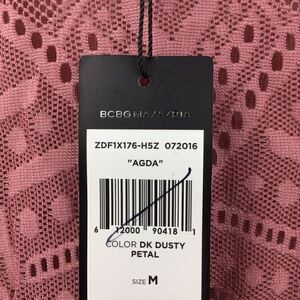 BCBGMAXAZRIA
ZDF1X176-H5Z 072016
"AGDA"
6 12000 90418 1
COLOR DK DUSTY
PETAL
SIZE M